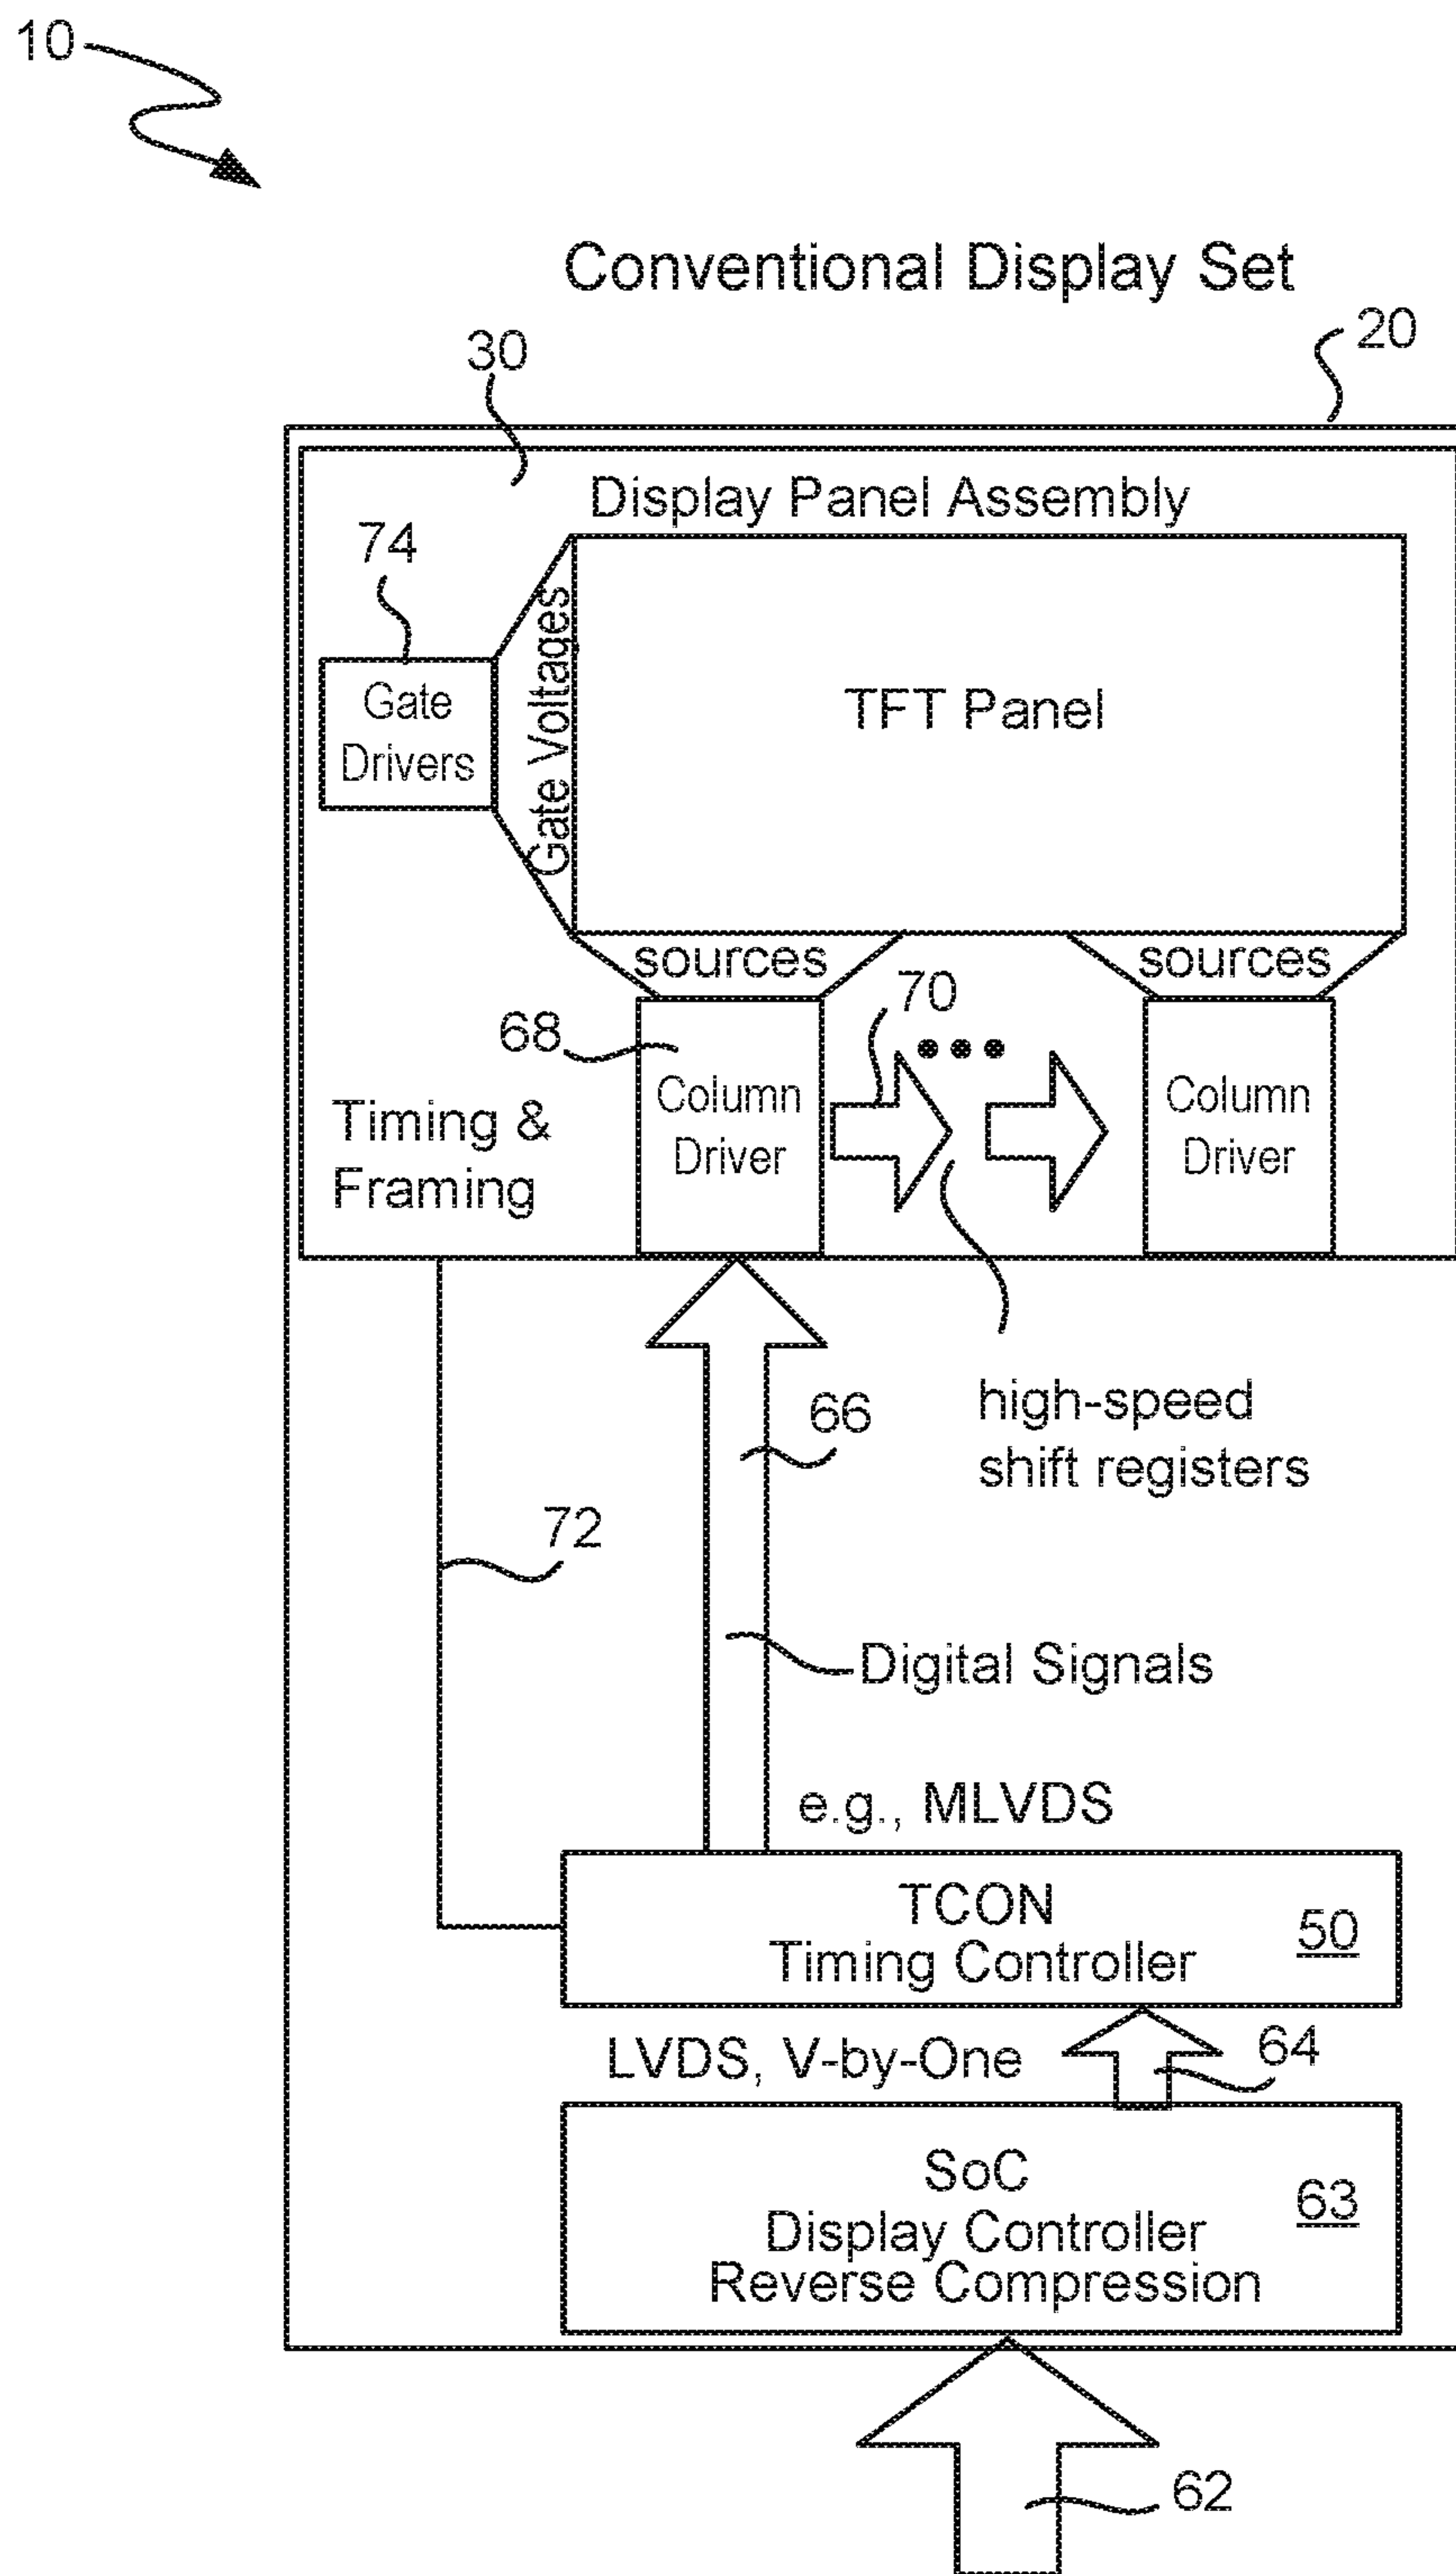 10
Conventional Display Set
20
30
Display Panel Assembly
74
Gate
Drivers
Gate Voltages
TFT Panel
sources
sources
70
68
Column
Driver
Column
Driver
Timing &
Framing
66
high-speed
shift registers
72
Digital Signals
e.g., MLVDS
TCON
Timing Controller
50
LVDS, V-by-One
64
SoC
Display Controller
Reverse Compression
63
62